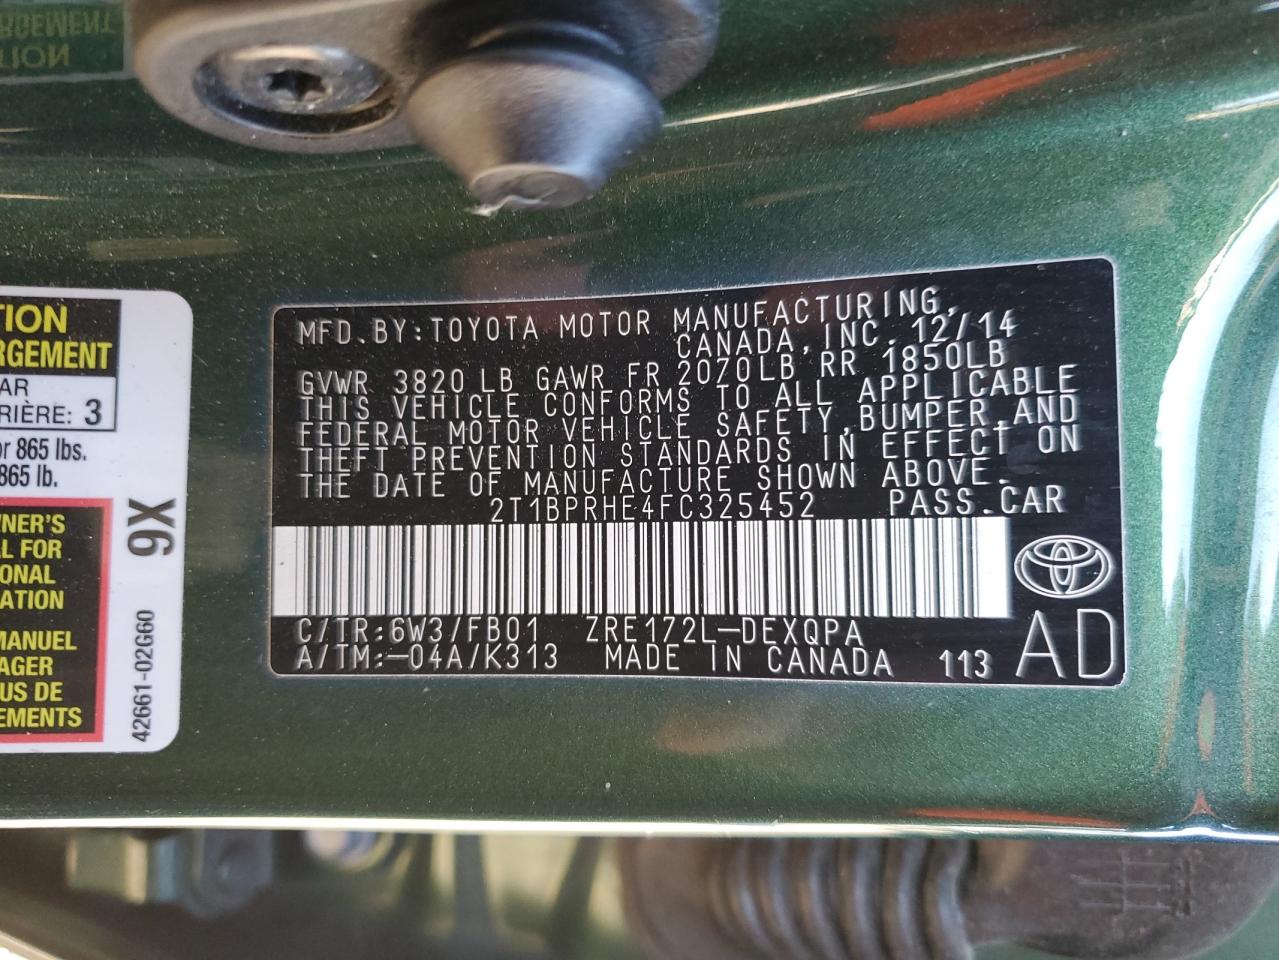 RGEMENT
TION
TION
RGEMENT
AR
RIÈRE: 3
or 865 lbs.
865 lb.
WNER'S
L FOR
ONAL
ATION
MANUEL
AGER
US DE
EMENTS
9X
42661-02G60
MFD. BY: TOYOTA MOTOR MANUFACTURING,
CANADA, INC. 12/14
GVWR 3820 LB GAWR FR 2070LB RR 1850LB
THIS VEHICLE CONFORMS TO ALL APPLICABLE
FEDERAL MOTOR VEHICLE SAFETY, BUMPER, AND
THEFT PREVENTION STANDARDS IN EFFECT ON
THE DATE OF MANUFACTURE SHOWN ABOVE.
2T1BPRHE4FC325452 PASS. CAR
C/TR: 6W3/FB01 ZRE172L-DEXQPA
A/TM: -04A/K313 MADE IN CANADA 113
AD